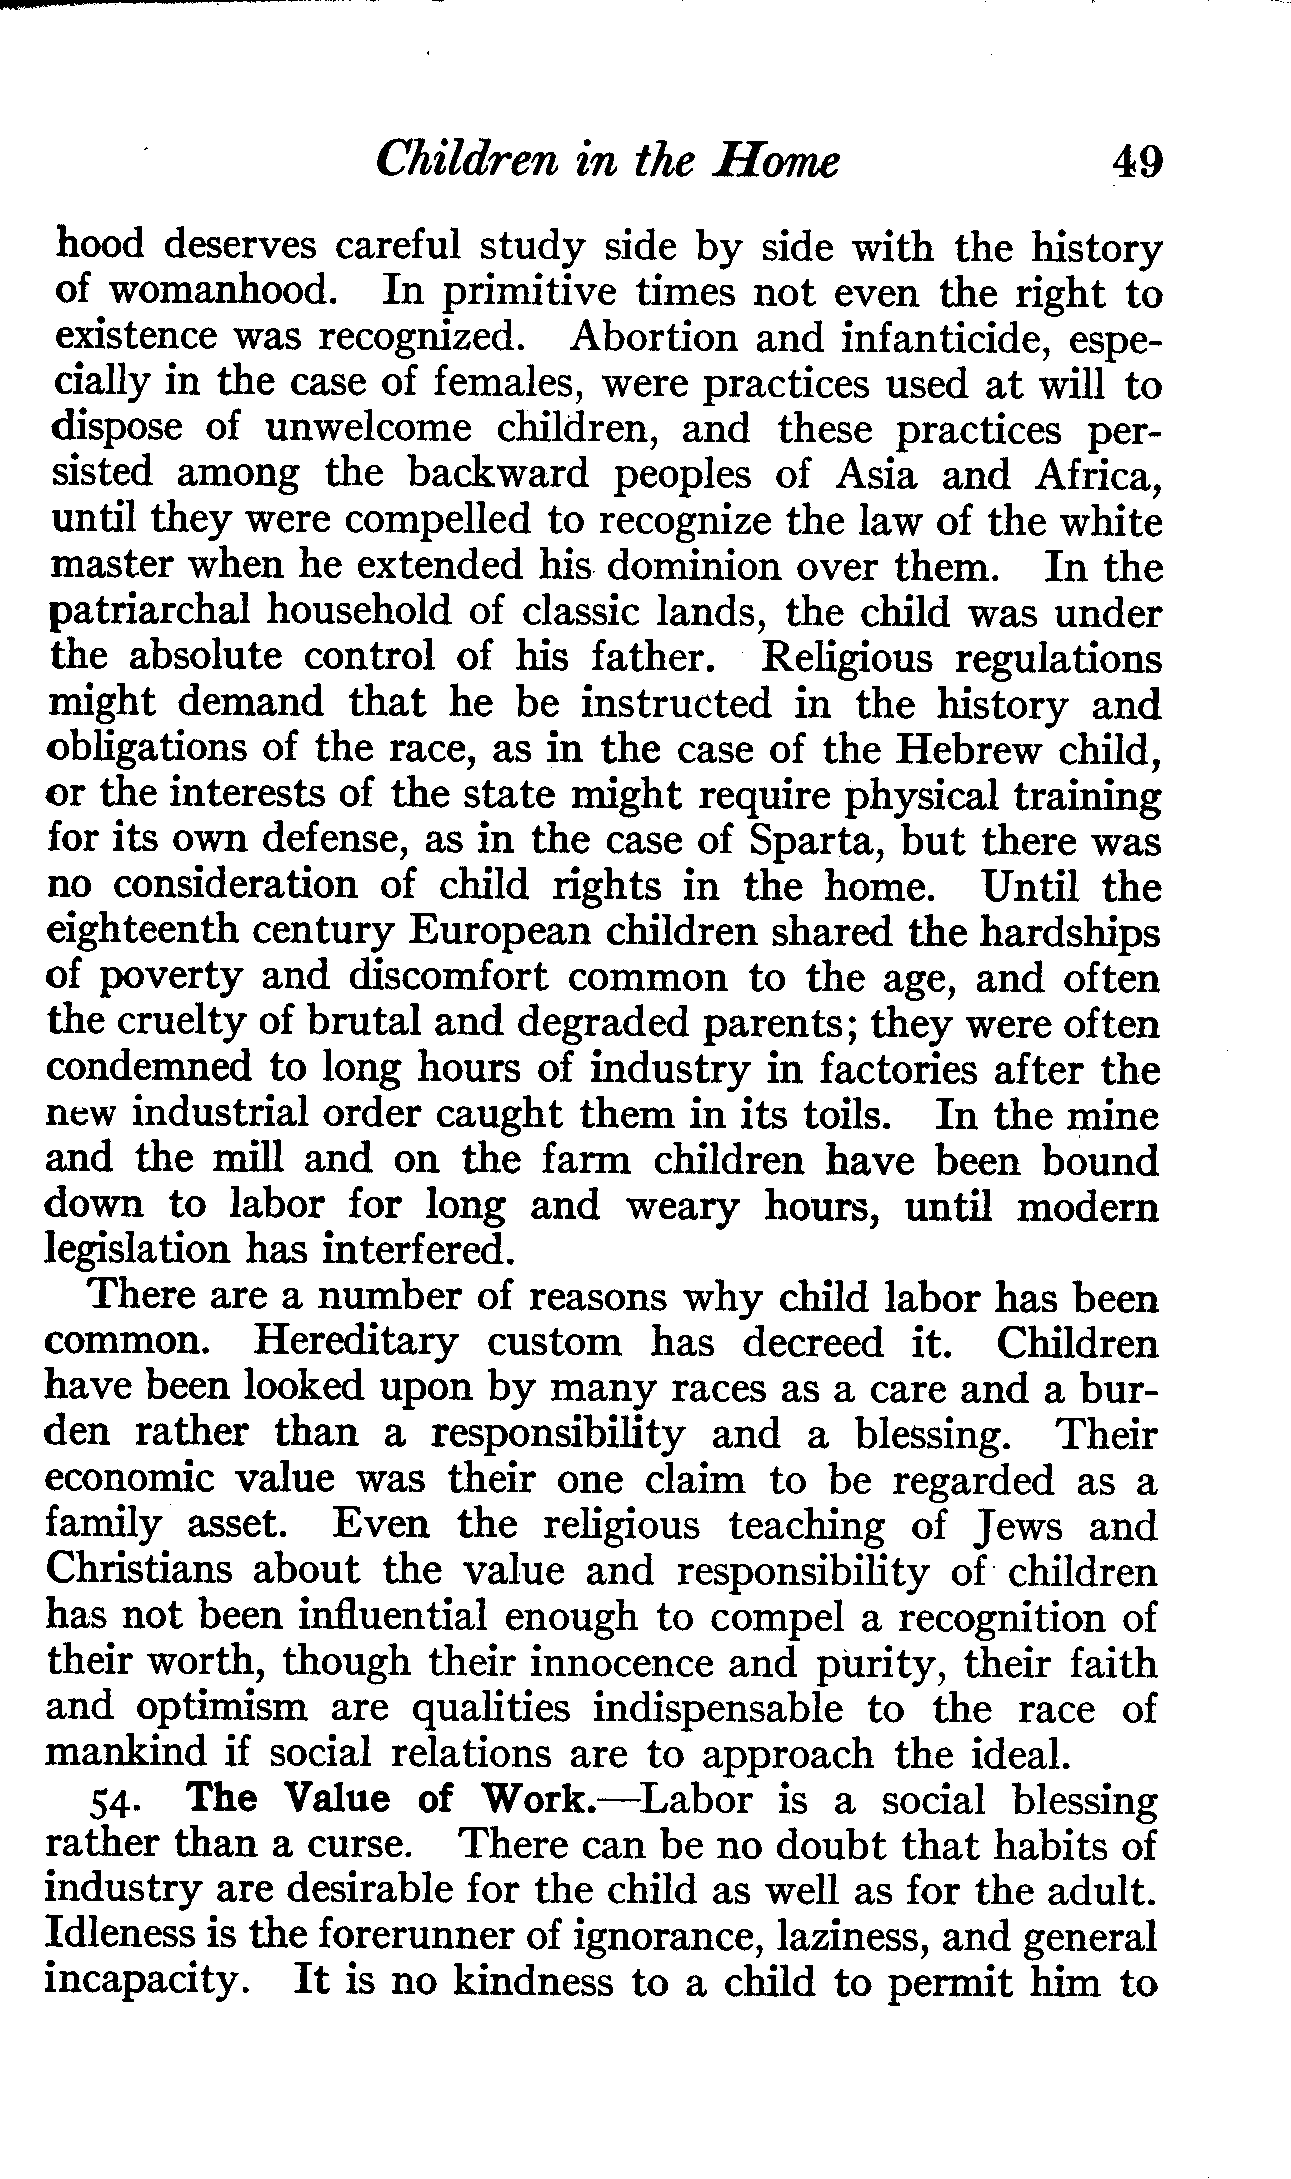 Children in the Home 49
hood deserves careful study side by side with the history
of womanhood. In primitive times not even the right to
existence was recognized. Abortion and infanticide, espe-
cially in the case of females, were practices used at will to
dispose of unwelcome children, and these practices per-
sisted among the backward peoples of Asia and Africa,
until they were compelled to recognize the law of the white
master when he extended his dominion over them. In the
patriarchal household of classic lands, the child was under
the absolute control of his father. Religious regulations
might demand that he be instructed in the history and
obligations of the race, as in the case of the Hebrew child,
or the interests of the state might require physical training
for its own defense, as in the case of Sparta, but there was
no consideration of child rights in the home. Until the
eighteenth century European children shared the hardships
of poverty and discomfort common to the age, and often
the cruelty of brutal and degraded parents; they were often
condemned to long hours of industry in factories after the
new industrial order caught them in its toils. In the mine
and the mill and on the farm children have been bound
down to labor for long and weary hours, until modern
legislation has interfered.
There are a number of reasons why child labor has been
common. Hereditary custom has decreed it. Children
have been looked upon by many races as a care and a bur-
den rather than a responsibility and a blessing. Their
economic value was their one claim to be regarded as a
family asset. Even the religious teaching of Jews and
Christians about the value and responsibility of children
has not been influential enough to compel a recognition of
their worth, though their innocence and purity, their faith
and optimism are qualities indispensable to the race of
mankind if social relations are to approach the ideal.
54. The Value of Work.—Labor is a social blessing
rather than a curse. There can be no doubt that habits of
industry are desirable for the child as well as for the adult.
Idleness is the forerunner of ignorance, laziness, and general
incapacity. It is no kindness to a child to permit him to